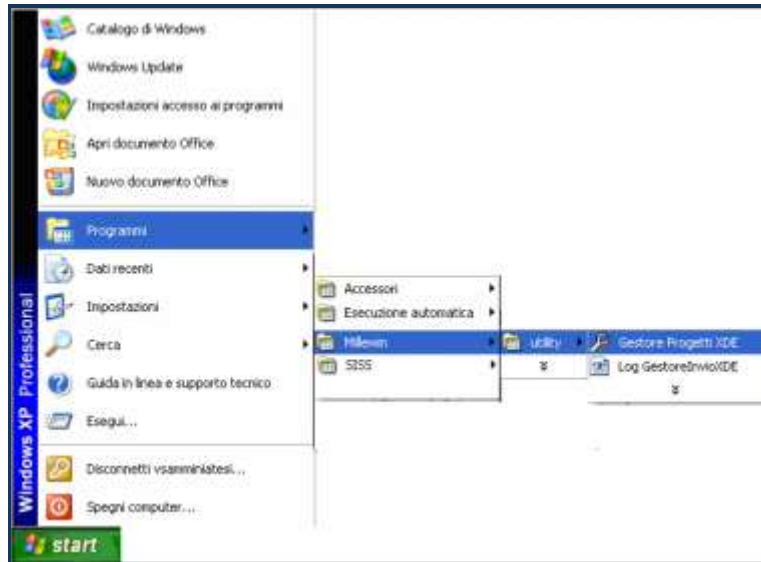 Catalogo di Windows
Windows Update
Impostazioni accesso ai programmi
Apri documento Office
Nuovo documento Office
Programmi
Dati recenti
Impostazioni
Cerca
Guida in linea e supporto tecnico
Esegui...
Disconnetti vsamminiatesi...
Spegni computer...
Accessori
Esecuzione automatica
Millewin
SISS
utility
Gestore Progetti XDE
Log GestoreInvioXDE
Windows XP Professional
start